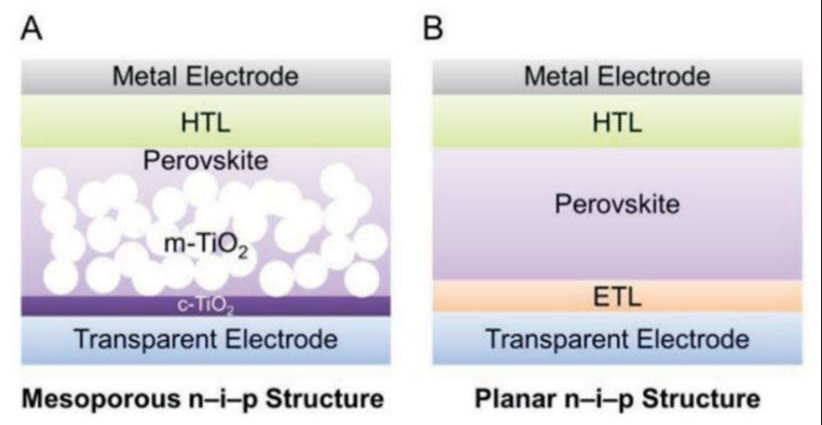 A
Metal Electrode
HTL
Perovskite
m-TiO₂
c-TiO₂
Transparent Electrode
Mesoporous n–i–p Structure
B
Metal Electrode
HTL
Perovskite
ETL
Transparent Electrode
Planar n–i–p Structure